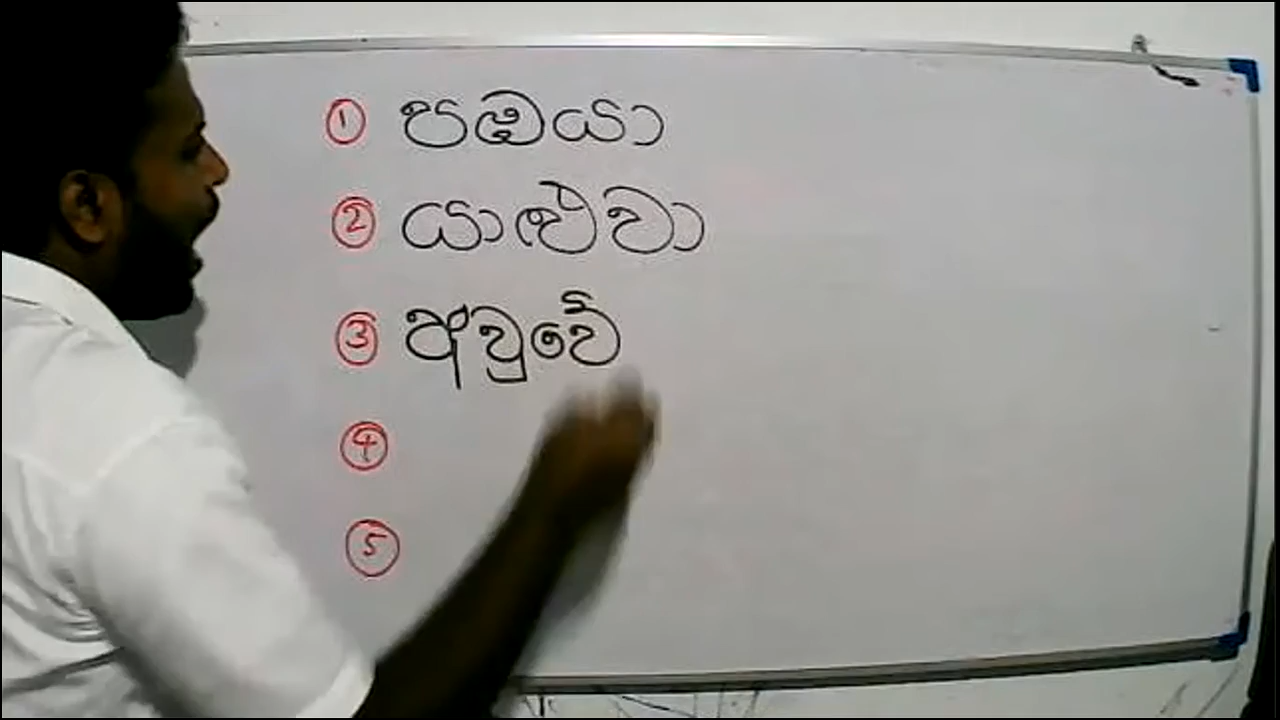 ① පඹයා
② යාළුවා
③ අවුවේ
④
⑤